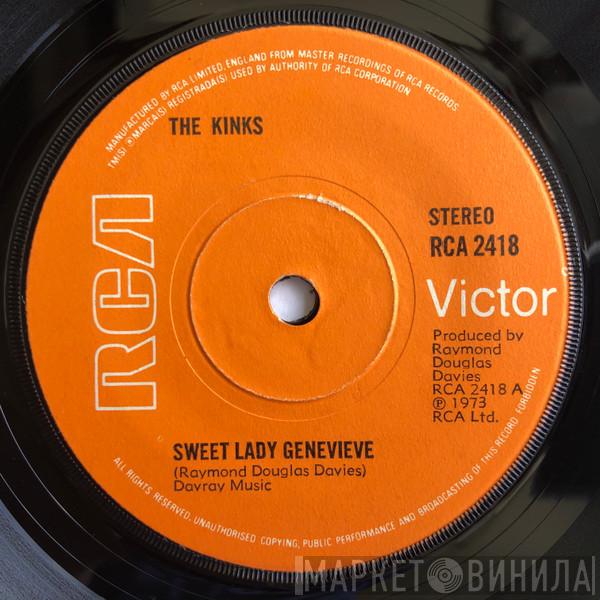 MANUFACTURED BY RCA LIMITED ENGLAND FROM MASTER RECORDINGS OF RCA RECORDS
TM(S) ® MARCA(S) REGISTRADA(S) USED BY AUTHORITY OF RCA CORPORATION
THE KINKS
RCA
STEREO
RCA 2418
Victor
Produced by
Raymond
Douglas
Davies
RCA 2418 A
℗ 1973
RCA Ltd.
SWEET LADY GENEVIEVE
(Raymond Douglas Davies)
Davray Music
ALL RIGHTS RESERVED. UNAUTHORISED COPYING, PUBLIC PERFORMANCE AND BROADCASTING OF THIS RECORD FORBIDDEN
МАРКЕТ ВИНИЛА